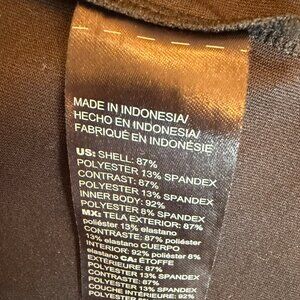 MADE IN INDONESIA/
HECHO EN INDONESIA/
FABRIQUÉ EN INDONÉSIE
US: SHELL: 87%
POLYESTER 13% SPANDEX
CONTRAST: 87%
POLYESTER 13% SPANDEX
INNER BODY: 92%
POLYESTER 8% SPANDEX
MX: TELA EXTERIOR: 87%
poliéster 13% elastano
CONTRASTE: 87% poliéster
13% elastano CUERPO
INTERIOR: 92% poliéster 8%
elastano CA: ÉTOFFE
EXTÉRIEURE: 87%
POLYESTER 13% SPANDEX
CONTRASTE: 87%
POLYESTER 13% SPANDEX
COUCHE INTÉRIEURE: 92%